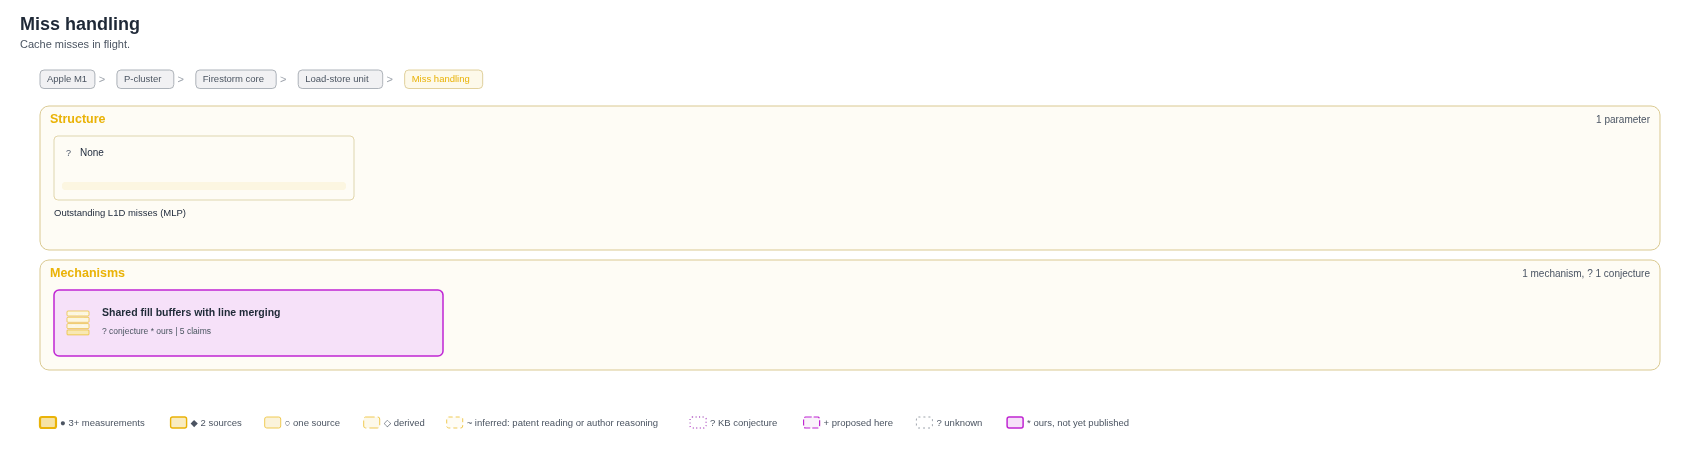 Miss handling
Cache misses in flight.
Apple M1 > P-cluster > Firestorm core > Load-store unit > Miss handling
Structure 1 parameter
? None
Outstanding L1D misses (MLP)
Mechanisms 1 mechanism, ? 1 conjecture
Shared fill buffers with line merging
? conjecture * ours | 5 claims
● 3+ measurements ◆ 2 sources ○ one source ◇ derived ~ inferred: patent reading or author reasoning ? KB conjecture + proposed here ? unknown * ours, not yet published